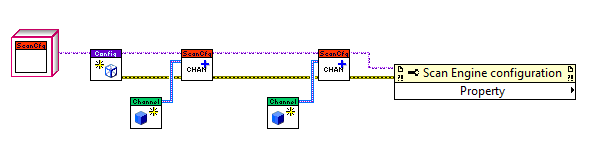 ScanCfg
Config
ScanCfg
CHAN
ScanCfg
CHAN
Scan Engine configuration
Property
Channel
Channel